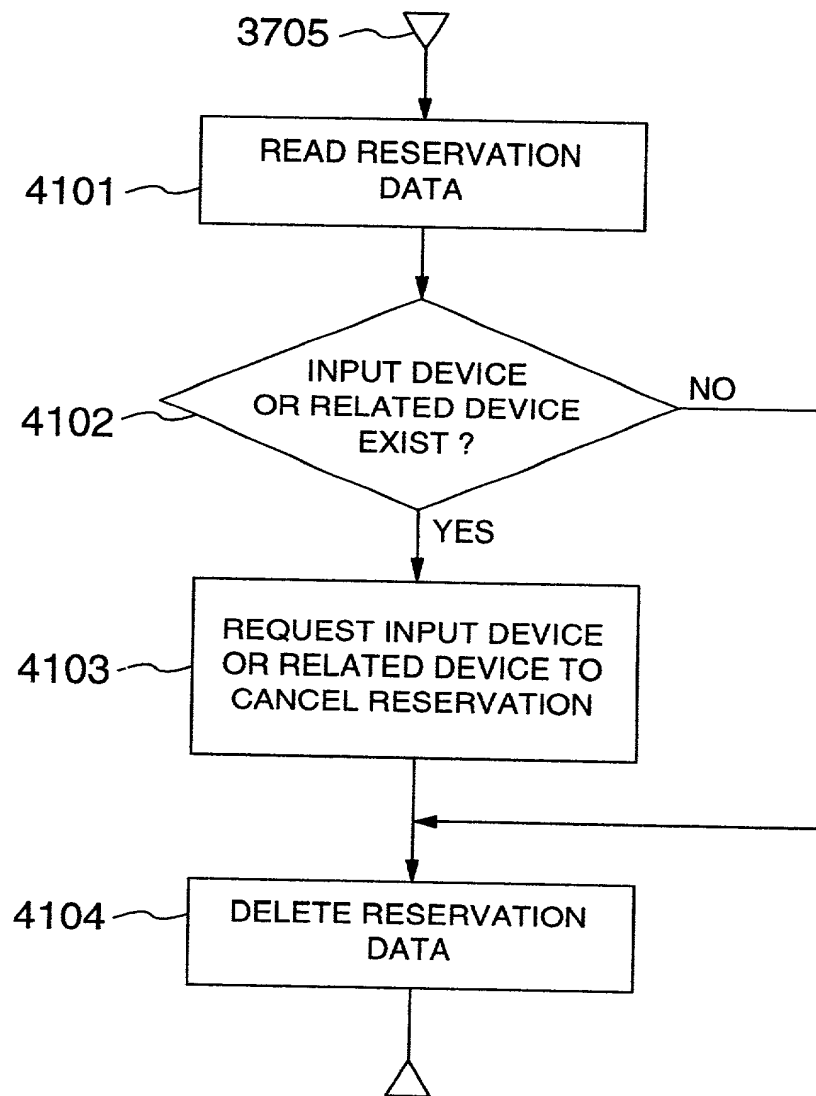 3705
READ RESERVATION
DATA
4101
INPUT DEVICE
OR RELATED DEVICE
EXIST ?
NO
4102
YES
REQUEST INPUT DEVICE
OR RELATED DEVICE TO
CANCEL RESERVATION
4103
DELETE RESERVATION
DATA
4104